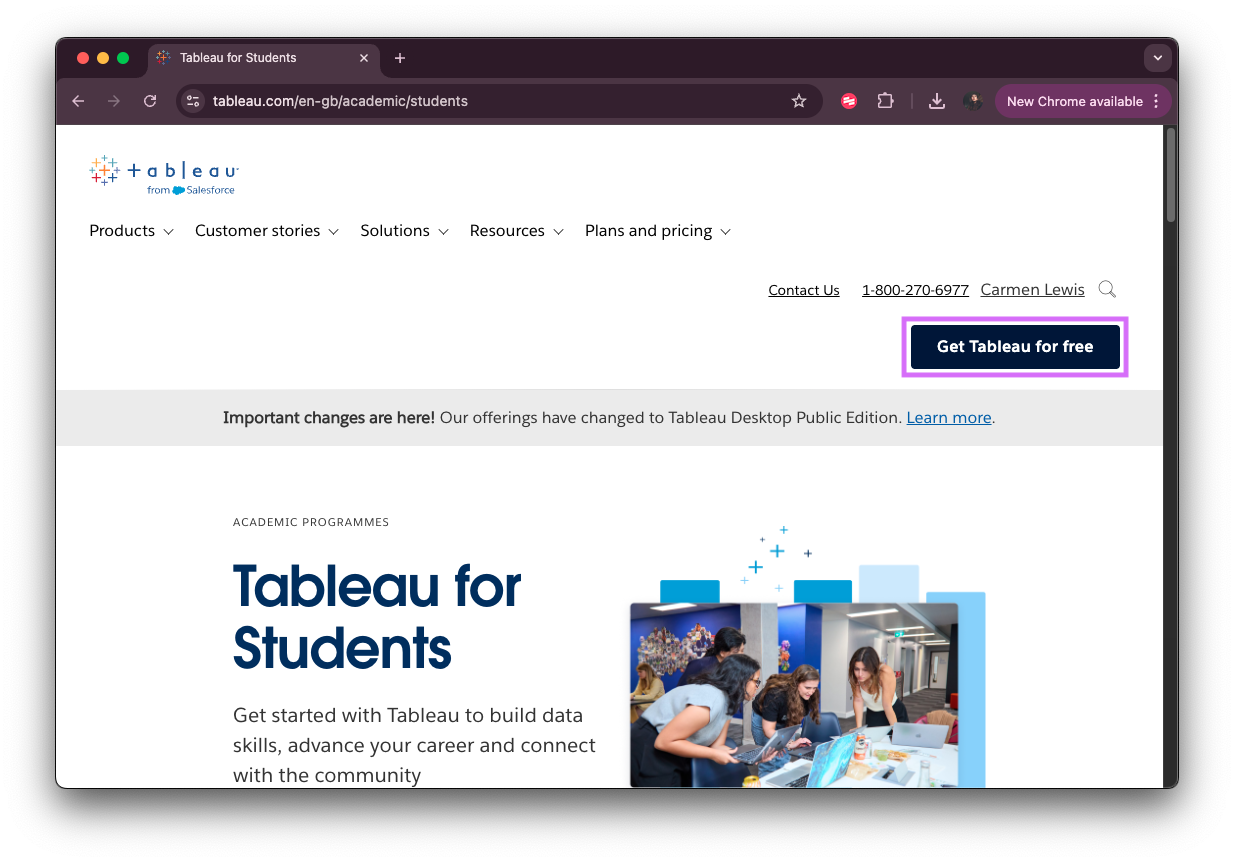 Tableau for Students
tableau.com/en-gb/academic/students
New Chrome available
+ a b l e a u
from Salesforce
Products
Customer stories
Solutions
Resources
Plans and pricing
Contact Us
1-800-270-6977
Carmen Lewis
Get Tableau for free
Important changes are here! Our offerings have changed to Tableau Desktop Public Edition. Learn more.
ACADEMIC PROGRAMMES
Tableau for
Students
Get started with Tableau to build data
skills, advance your career and connect
with the community